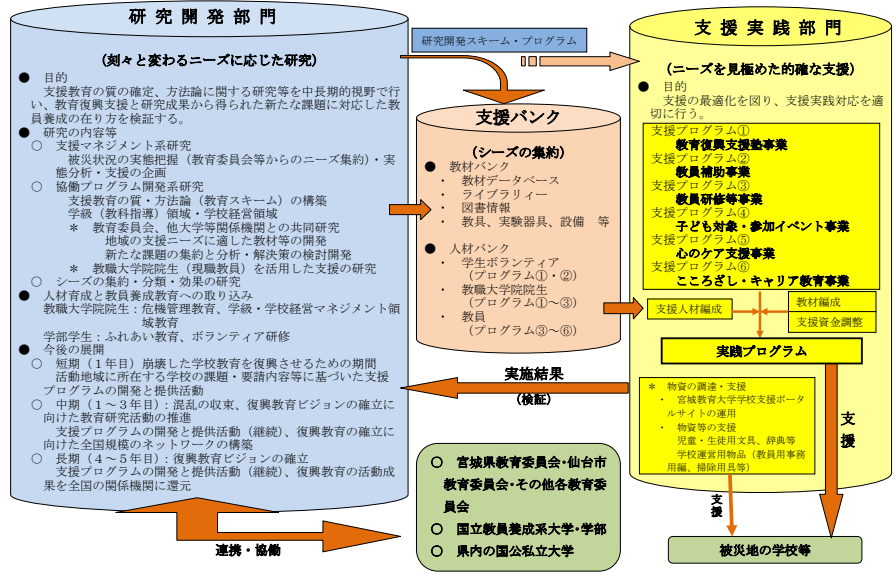 研究開発部門
(刻々と変わるニーズに応じた研究)
● 目的
支援教育の質の確定、方法論に関する研究等を中長期的視野で行
い、教育復興支援と研究成果から得られた新たな課題に対応した教
員養成の在り方を検証する。
● 研究の内容等
○ 支援マネジメント系研究
被災状況の実態把握（教育委員会等からのニーズ集約）・実
態分析・支援の企画
○ 協働プログラム開発系研究
支援教育の質・方法論（教育スキーム）の構築
学級（教科指導）領域・学校経営領域
＊ 教育委員会、他大学等関係機関との共同研究
地域の支援ニーズに適した教材等の開発
新たな課題の集約と分析・解決策の検討開発
＊ 教職大学院院生（現職教員）を活用した支援の研究
○ シーズの集約・分類・効果の研究
● 人材育成と教員養成教育への取り込み
教職大学院院生：危機管理教育、学級・学校経営マネジメント領
域教育
学部学生：ふれあい教育、ボランティア研修
● 今後の展開
○ 短期（１年目）崩壊した学校教育を復興させるための期間
活動地域に所在する学校の課題・要請内容等に基づいた支援
プログラムの開発と提供活動
○ 中期（１～３年目）：混乱の収束、復興教育ビジョンの確立に
向けた教育研究活動の推進
支援プログラムの開発と提供活動（継続）、復興教育の確立に
向けた全国規模のネットワークの構築
○ 長期（４～５年目）：復興教育ビジョンの確立
支援プログラムの開発と提供活動（継続）、復興教育の活動成
果を全国の関係機関に還元
連携・協働
研究開発スキーム・プログラム
支援バンク
(シーズの集約)
● 教材バンク
・ 教材データベース
・ ライブラリィー
・ 図書情報
・ 教具、実験器具、設備 等
● 人材バンク
・ 学生ボランティア
（プログラム①・②）
・ 教職大学院院生
（プログラム①～③）
・ 教員
（プログラム③～⑥）
実施結果
(検証)
○ 宮城県教育委員会・仙台市
教育委員会・その他各教育委
員会
○ 国立教員養成系大学・学部
○ 県内の国公私立大学
支援実践部門
(ニーズを見極めた的確な支援)
● 目的
支援の最適化を図り、支援実践対応を適
切に行う。
支援プログラム①
教育復興支援塾事業
支援プログラム②
教員補助事業
支援プログラム③
教員研修等事業
支援プログラム④
子ども対象・参加イベント事業
支援プログラム⑤
心のケア支援事業
支援プログラム⑥
こころざし・キャリア教育事業
支援人材編成
教材編成
支援資金調整
実践プログラム
＊ 物資の調達・支援
・ 宮城教育大学学校支援ポータ
ルサイトの運用
・ 物資等の支援
児童・生徒用文具、辞典等
学校運営用物品（教員用事務
用編、掃除用具等）
支援
支援
被災地の学校等